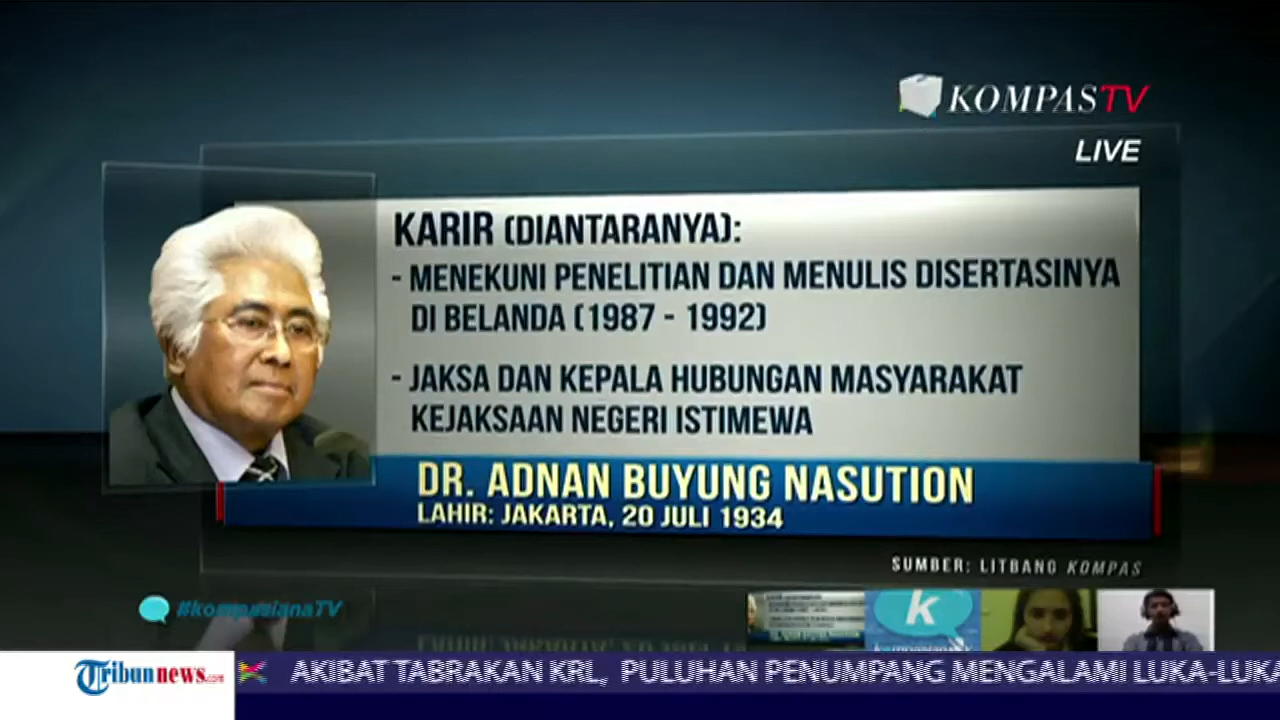 KOMPASTV
LIVE
KARIR (DIANTARANYA):
- MENEKUNI PENELITIAN DAN MENULIS DISERTASINYA
DI BELANDA (1987 - 1992)
- JAKSA DAN KEPALA HUBUNGAN MASYARAKAT
KEJAKSAAN NEGERI ISTIMEWA
DR. ADNAN BUYUNG NASUTION
LAHIR: JAKARTA, 20 JULI 1934
SUMBER: LITBANG KOMPAS
#kompasianaTV
k
Tribunnews.com
AKIBAT TABRAKAN KRL, PULUHAN PENUMPANG MENGALAMI LUKA-LUKA